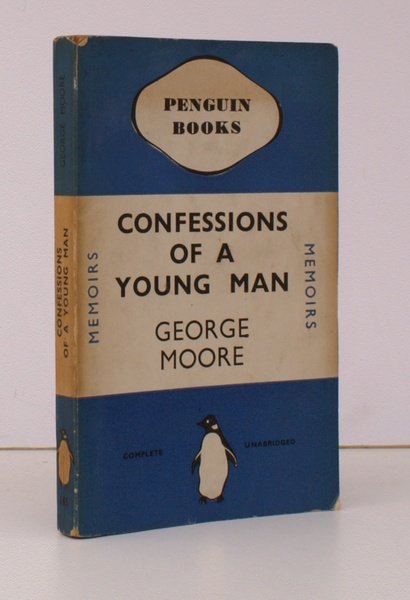 PENGUIN
BOOKS
CONFESSIONS
OF A
YOUNG MAN
GEORGE
MOORE
MEMOIRS
MEMOIRS
COMPLETE
UNABRIDGED
GEORGE MOORE
CONFESSIONS
OF A YOUNG MAN